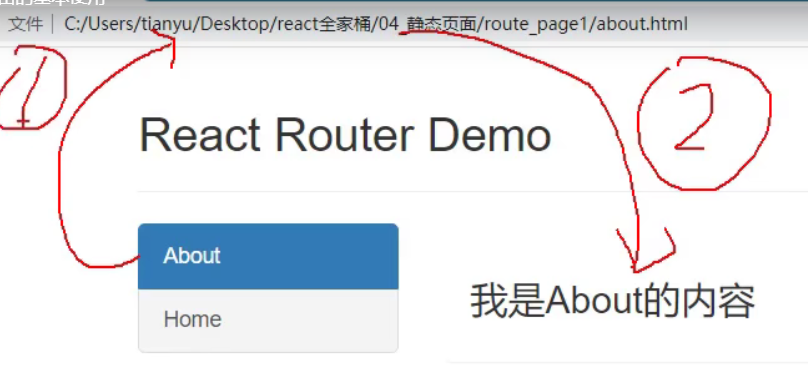 文件 | C:/Users/tianyu/Desktop/react全家桶/04_静态页面/route_page1/about.html
1
React Router Demo
2
About
Home
我是About的内容